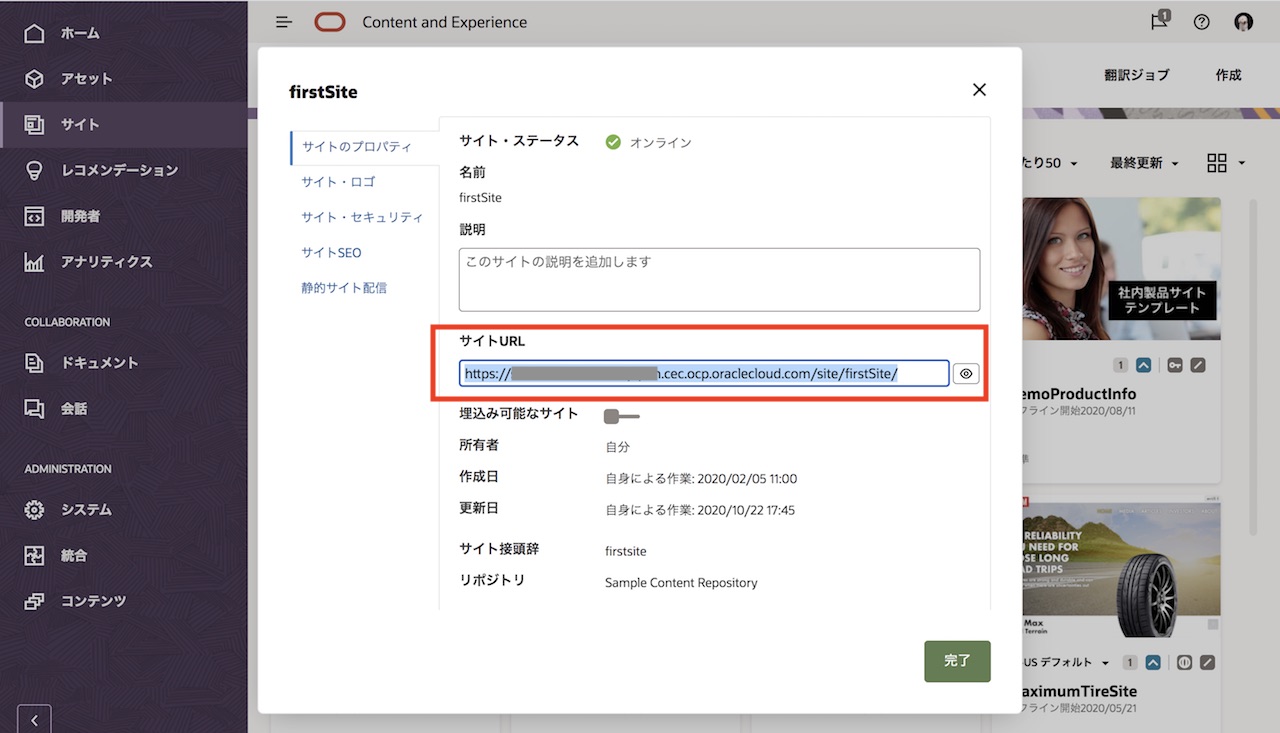 ホーム
アセット
サイト
レコメンデーション
開発者
アナリティクス
COLLABORATION
ドキュメント
会話
ADMINISTRATION
システム
統合
コンテンツ
Content and Experience
1
翻訳ジョブ
作成
たり50
最終更新
firstSite
サイトのプロパティ
サイト・ロゴ
サイト・セキュリティ
サイトSEO
静的サイト配信
サイト・ステータス
オンライン
名前
firstSite
説明
このサイトの説明を追加します
サイトURL
https://
.cec.ocp.oraclecloud.com/site/firstSite/
埋込み可能なサイト
所有者
自分
作成日
自身による作業: 2020/02/05 11:00
更新日
自身による作業: 2020/10/22 17:45
サイト接頭辞
firstsite
リポジトリ
Sample Content Repository
完了
社内製品サイト
テンプレート
1
emoProductInfo
フライン開始2020/08/11
RELIABILITY
U NEED FOR
OSE LONG
AD TRIPS
Max
Terrain
US デフォルト
1
aximumTireSite
フライン開始2020/05/21